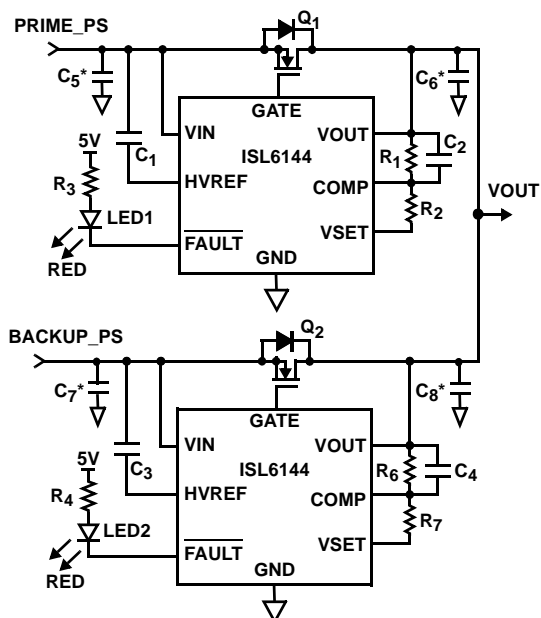 PRIME_PS
Q1
C5*
C6*
GATE
VIN
VOUT
C2
5V
C1
ISL6144
R1
R3
HVREF
COMP
VOUT
LED1
R2
FAULT
VSET
RED
GND
BACKUP_PS
Q2
C7*
C8*
GATE
VIN
VOUT
5V
C3
ISL6144
R6
C4
R4
HVREF
COMP
LED2
R7
FAULT
VSET
RED
GND